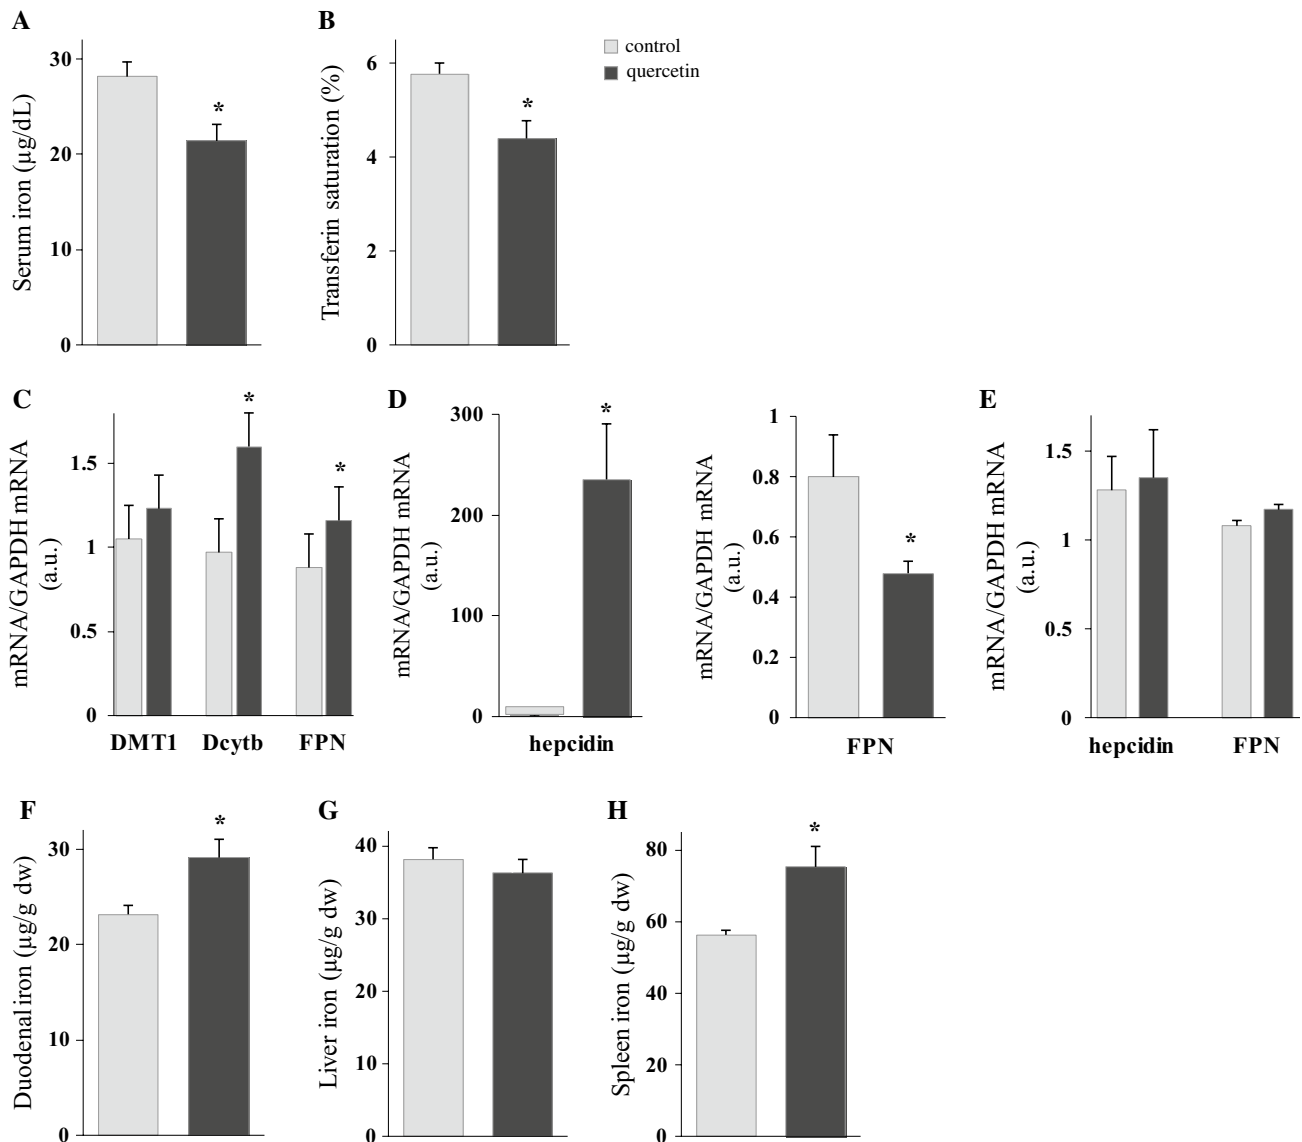 A
Serum iron (µg/dL)
30
20
10
0
*
B
Transferin saturation (%)
6
4
2
0
*
control
quercetin
C
mRNA/GAPDH mRNA
(a.u.)
1.5
1
0.5
0
*
*
DMT1 Dcytb FPN
D
mRNA/GAPDH mRNA
(a.u.)
300
200
100
0
*
hepcidin
mRNA/GAPDH mRNA
(a.u.)
1
0.8
0.6
0.4
0.2
0
*
FPN
E
mRNA/GAPDH mRNA
(a.u.)
1.5
1
0.5
0
hepcidin FPN
F
Duodenal iron (µg/g dw)
30
20
10
0
*
G
Liver iron (µg/g dw)
40
30
20
10
0
H
Spleen iron (µg/g dw)
80
60
40
20
0
*